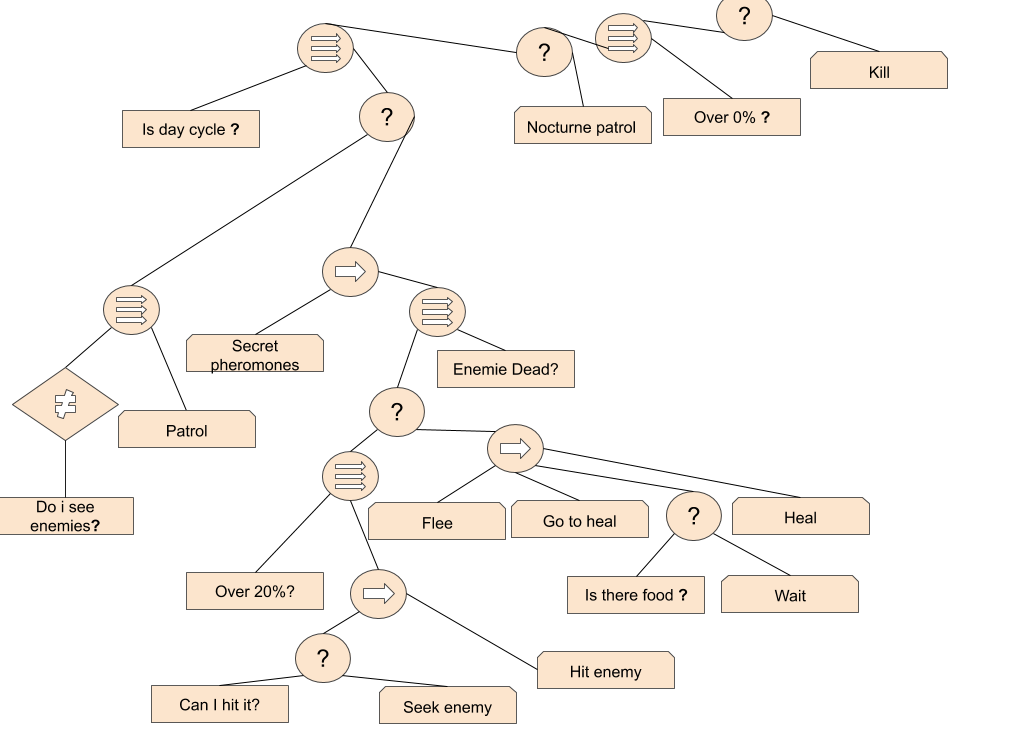 ?
?
Kill
?
Over 0% ?
Nocturne patrol
Is day cycle ?
?
Secret
pheromones
Enemie Dead?
Patrol
?
Do i see
enemies?
Flee
Go to heal
?
Heal
Over 20%?
Is there food ?
Wait
?
Hit enemy
Can I hit it?
Seek enemy